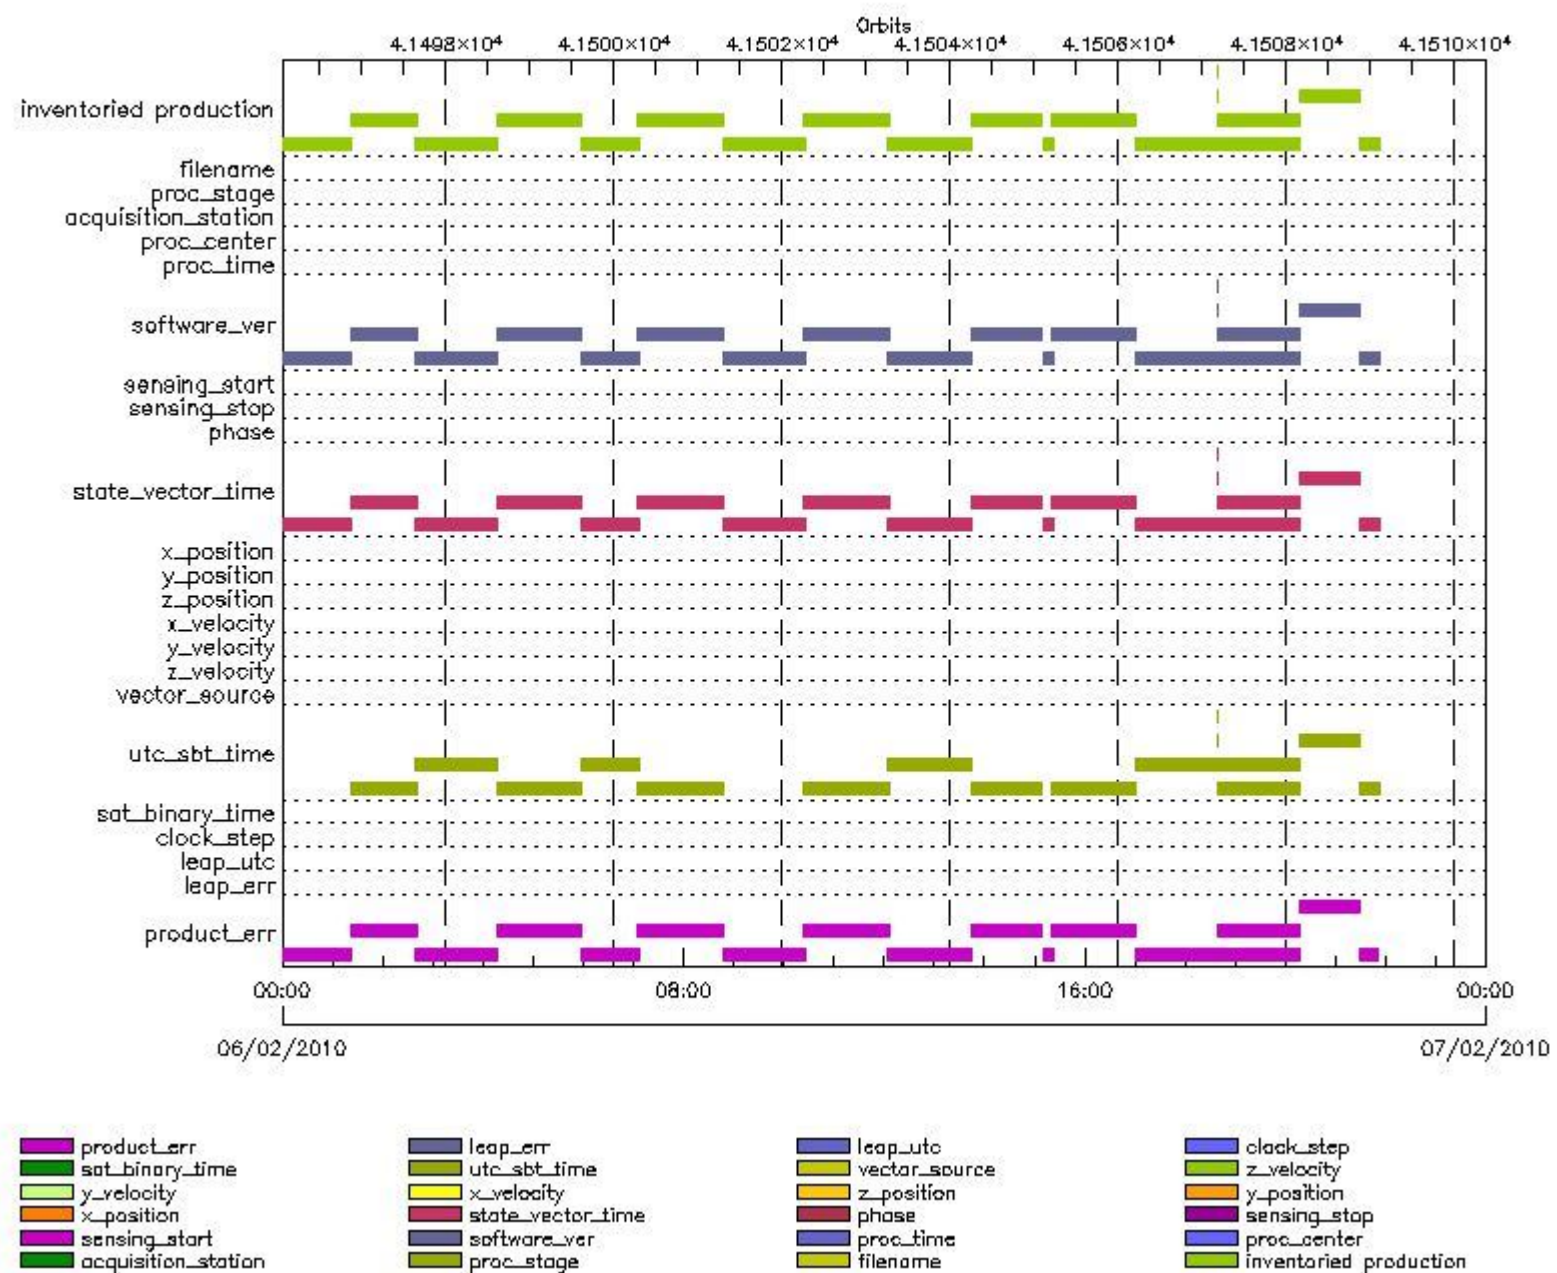 Orbits
4.1498×10⁴ 4.1500×10⁴ 4.1502×10⁴ 4.1504×10⁴ 4.1506×10⁴ 4.1508×10⁴ 4.1510×10⁴
inventoried production
filename
proc_stage
acquisition_station
proc_center
proc_time
software_ver
sensing_start
sensing_stop
phase
state_vector_time
x_position
y_position
z_position
x_velocity
y_velocity
z_velocity
vector_source
utc_sbt_time
sat_binary_time
clock_step
leap_utc
leap_err
product_err
00:00 08:00 16:00 00:00
06/02/2010 07/02/2010
product_err leap_err leap_utc clock_step
sat_binary_time utc_sbt_time vector_source z_velocity
y_velocity x_velocity z_position y_position
x_position state_vector_time phase sensing_stop
sensing_start software_ver proc_time proc_center
acquisition_station proc_stage filename inventoried production